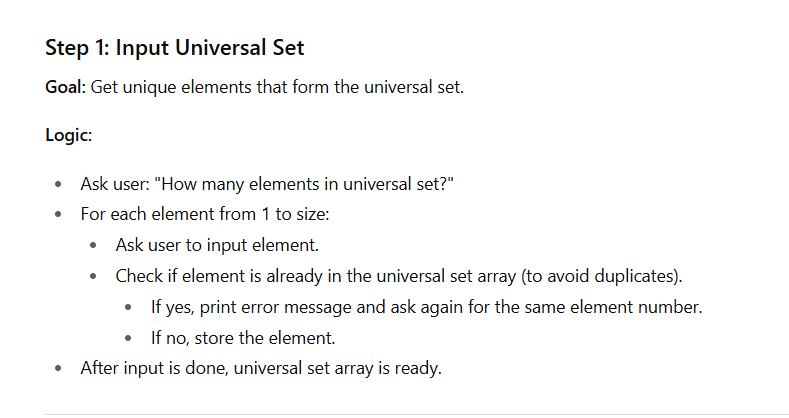 Step 1: Input Universal Set
Goal: Get unique elements that form the universal set.
Logic:
• Ask user: "How many elements in universal set?"
• For each element from 1 to size:
• Ask user to input element.
• Check if element is already in the universal set array (to avoid duplicates).
• If yes, print error message and ask again for the same element number.
• If no, store the element.
• After input is done, universal set array is ready.